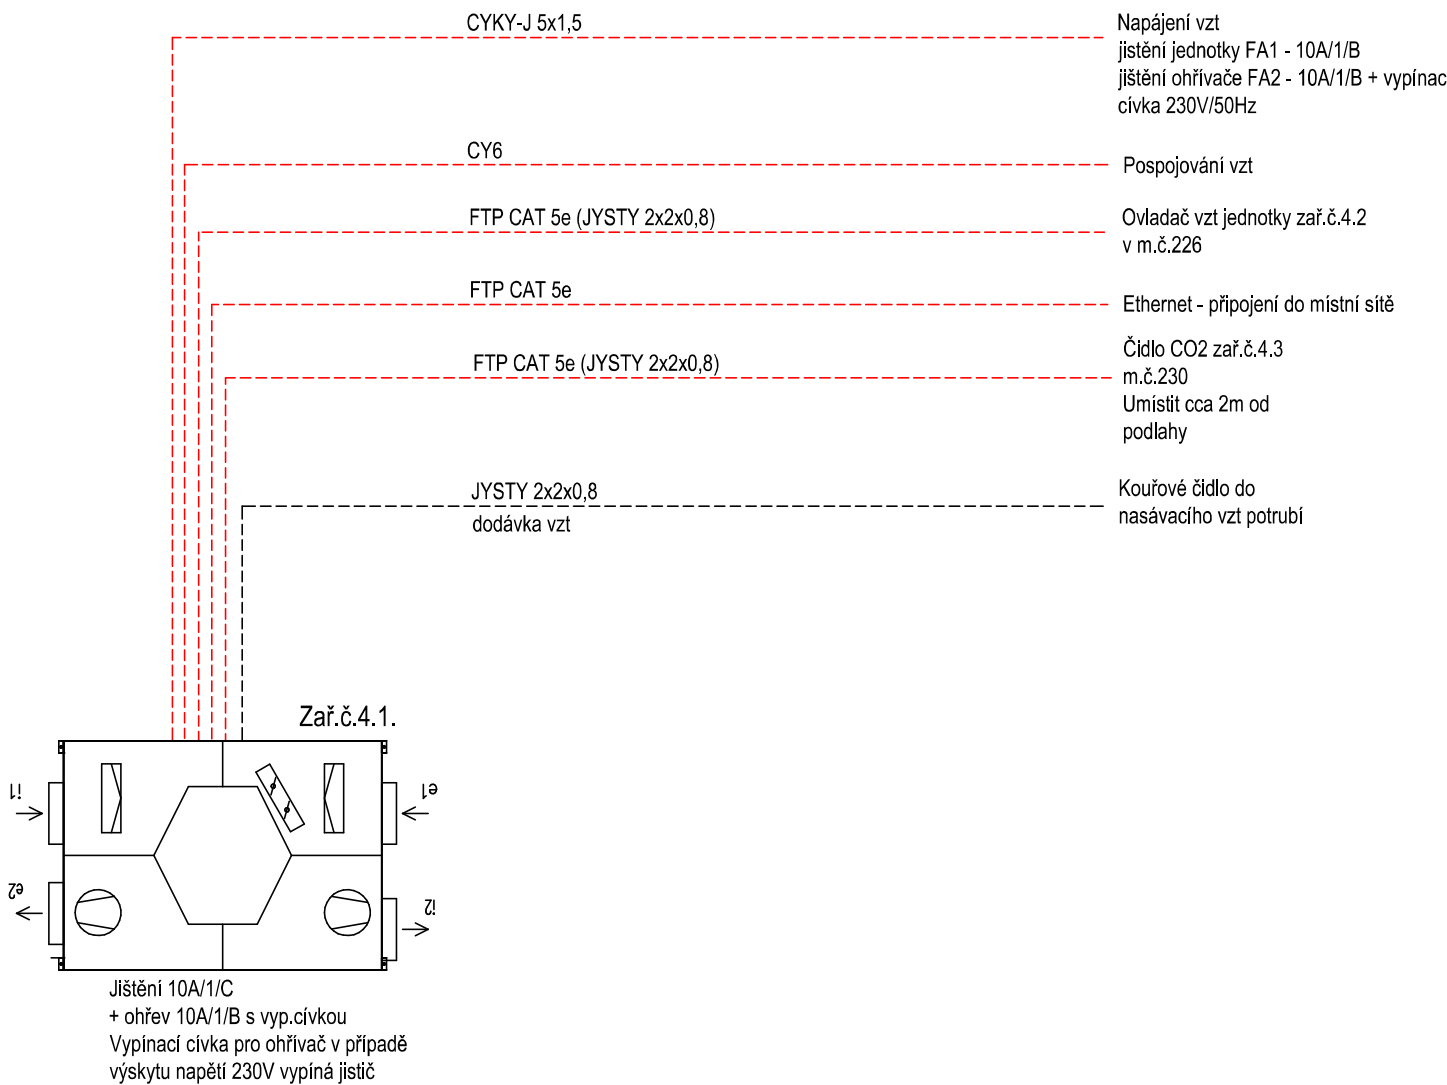 CYKY-J 5x1,5
Napájení vzt
jistění jednotky FA1 - 10A/1/B
jištění ohřívače FA2 - 10A/1/B + vypínac
cívka 230V/50Hz
CY6
Pospojování vzt
FTP CAT 5e (JYSTY 2x2x0,8)
Ovladač vzt jednotky zař.č.4.2
v m.č.226
FTP CAT 5e
Ethernet - připojení do místní sítě
FTP CAT 5e (JYSTY 2x2x0,8)
Čidlo CO2 zař.č.4.3
m.č.230
Umístit cca 2m od
podlahy
JYSTY 2x2x0,8
dodávka vzt
Kouřové čidlo do
nasávacího vzt potrubí
Zař.č.4.1.
i1
e1
e2
i2
Jištění 10A/1/C
+ ohřev 10A/1/B s vyp.cívkou
Vypínací cívka pro ohřívač v případě
výskytu napětí 230V vypíná jistič